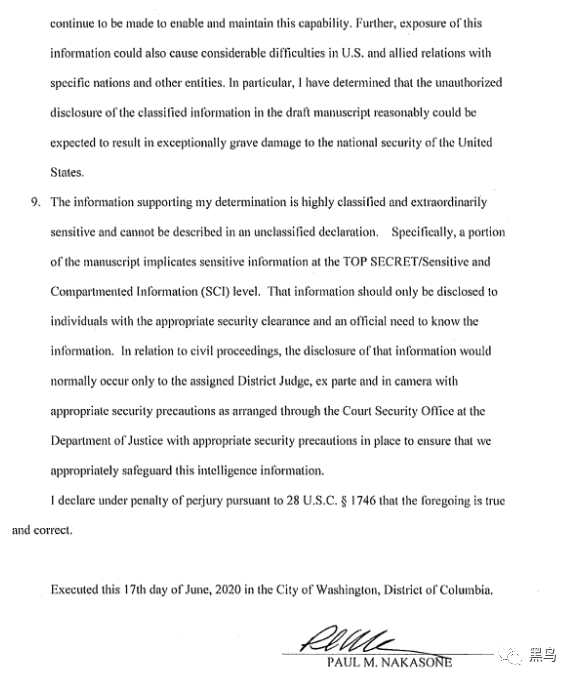 continue to be made to enable and maintain this capability. Further, exposure of this
information could also cause considerable difficulties in U.S. and allied relations with
specific nations and other entities. In particular, I have determined that the unauthorized
disclosure of the classified information in the draft manuscript reasonably could be
expected to result in exceptionally grave damage to the national security of the United
States.
9. The information supporting my determination is highly classified and extraordinarily
sensitive and cannot be described in an unclassified declaration. Specifically, a portion
of the manuscript implicates sensitive information at the TOP SECRET/Sensitive and
Compartmented Information (SCI) level. That information should only be disclosed to
individuals with the appropriate security clearance and an official need to know the
information. In relation to civil proceedings, the disclosure of that information would
normally occur only to the assigned District Judge, ex parte and in camera with
appropriate security precautions as arranged through the Court Security Office at the
Department of Justice with appropriate security precautions in place to ensure that we
appropriately safeguard this intelligence information.
I declare under penalty of perjury pursuant to 28 U.S.C. § 1746 that the foregoing is true
and correct.
Executed this 17th day of June, 2020 in the City of Washington, District of Columbia.
PAUL M. NAKASONE
黑鸟